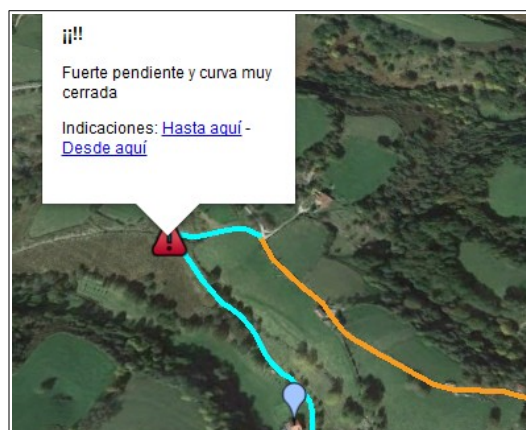 ¡¡!!
Fuerte pendiente y curva muy
cerrada
Indicaciones: Hasta aquí -
Desde aquí